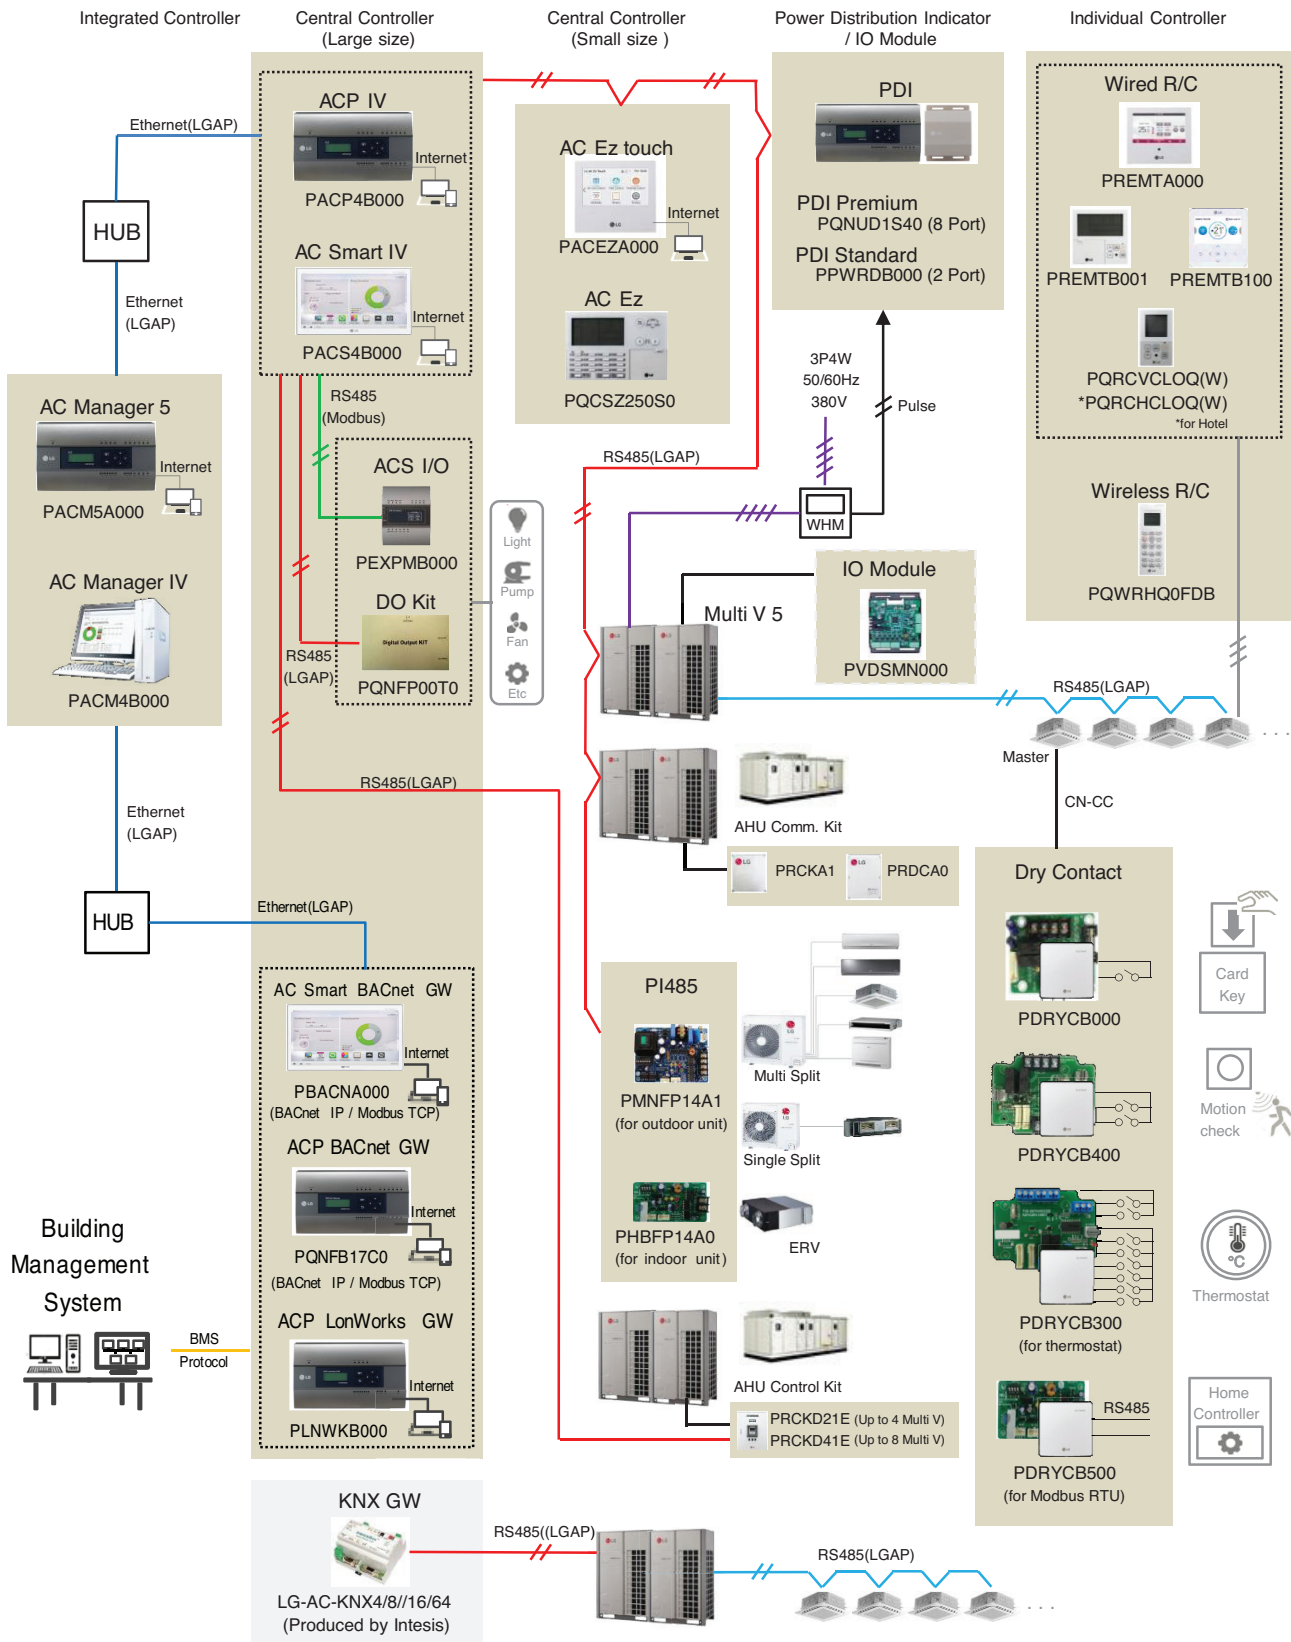 Integrated Controller
Central Controller
(Large size)
Central Controller
(Small size )
Power Distribution Indicator
/ IO Module
Individual Controller
Ethernet(LGAP)
HUB
Ethernet
(LGAP)
AC Manager 5
Internet
PACM5A000
AC Manager IV
PACM4B000
Ethernet
(LGAP)
HUB
Ethernet(LGAP)
Building
Management
System
BMS
Protocol
ACP IV
Internet
PACP4B000
AC Smart IV
Internet
PACS4B000
RS485
(Modbus)
ACS I/O
PEXPMB000
DO Kit
Digital Output KIT
PQNFP00T0
RS485
(LGAP)
Light
Pump
Fan
Etc
RS485(LGAP)
AC Smart BACnet GW
Internet
PBACNA000
(BACnet IP / Modbus TCP)
ACP BACnet GW
Internet
PQNFB17C0
(BACnet IP / Modbus TCP)
ACP LonWorks GW
Internet
PLNWKB000
KNX GW
LG-AC-KNX4/8//16/64
(Produced by Intesis)
RS485((LGAP)
RS485(LGAP)
AC Ez touch
Internet
PACEZA000
AC Ez
PQCSZ250S0
RS485(LGAP)
PDI
PDI Premium
PQNUD1S40 (8 Port)
PDI Standard
PPWRDB000 (2 Port)
3P4W
50/60Hz
380V
Pulse
WHM
IO Module
PVDSMN000
Multi V 5
RS485(LGAP)
Master
CN-CC
AHU Comm. Kit
LG
PRCKA1
LG
PRDCA0
PI485
PMNFP14A1
(for outdoor unit)
PHBFP14A0
(for indoor unit)
LG
Multi Split
LG
Single Split
ERV
AHU Control Kit
PRCKD21E (Up to 4 Multi V)
PRCKD41E (Up to 8 Multi V)
Wired R/C
PREMTA000
PREMTB001
PREMTB100
PQRCVCLOQ(W)
*PQRCHCLOQ(W)
*for Hotel
Wireless R/C
PQWRHQ0FDB
Dry Contact
PDRYCB000
PDRYCB400
PDRYCB300
(for thermostat)
RS485
PDRYCB500
(for Modbus RTU)
Card
Key
Motion
check
°C
Thermostat
Home
Controller